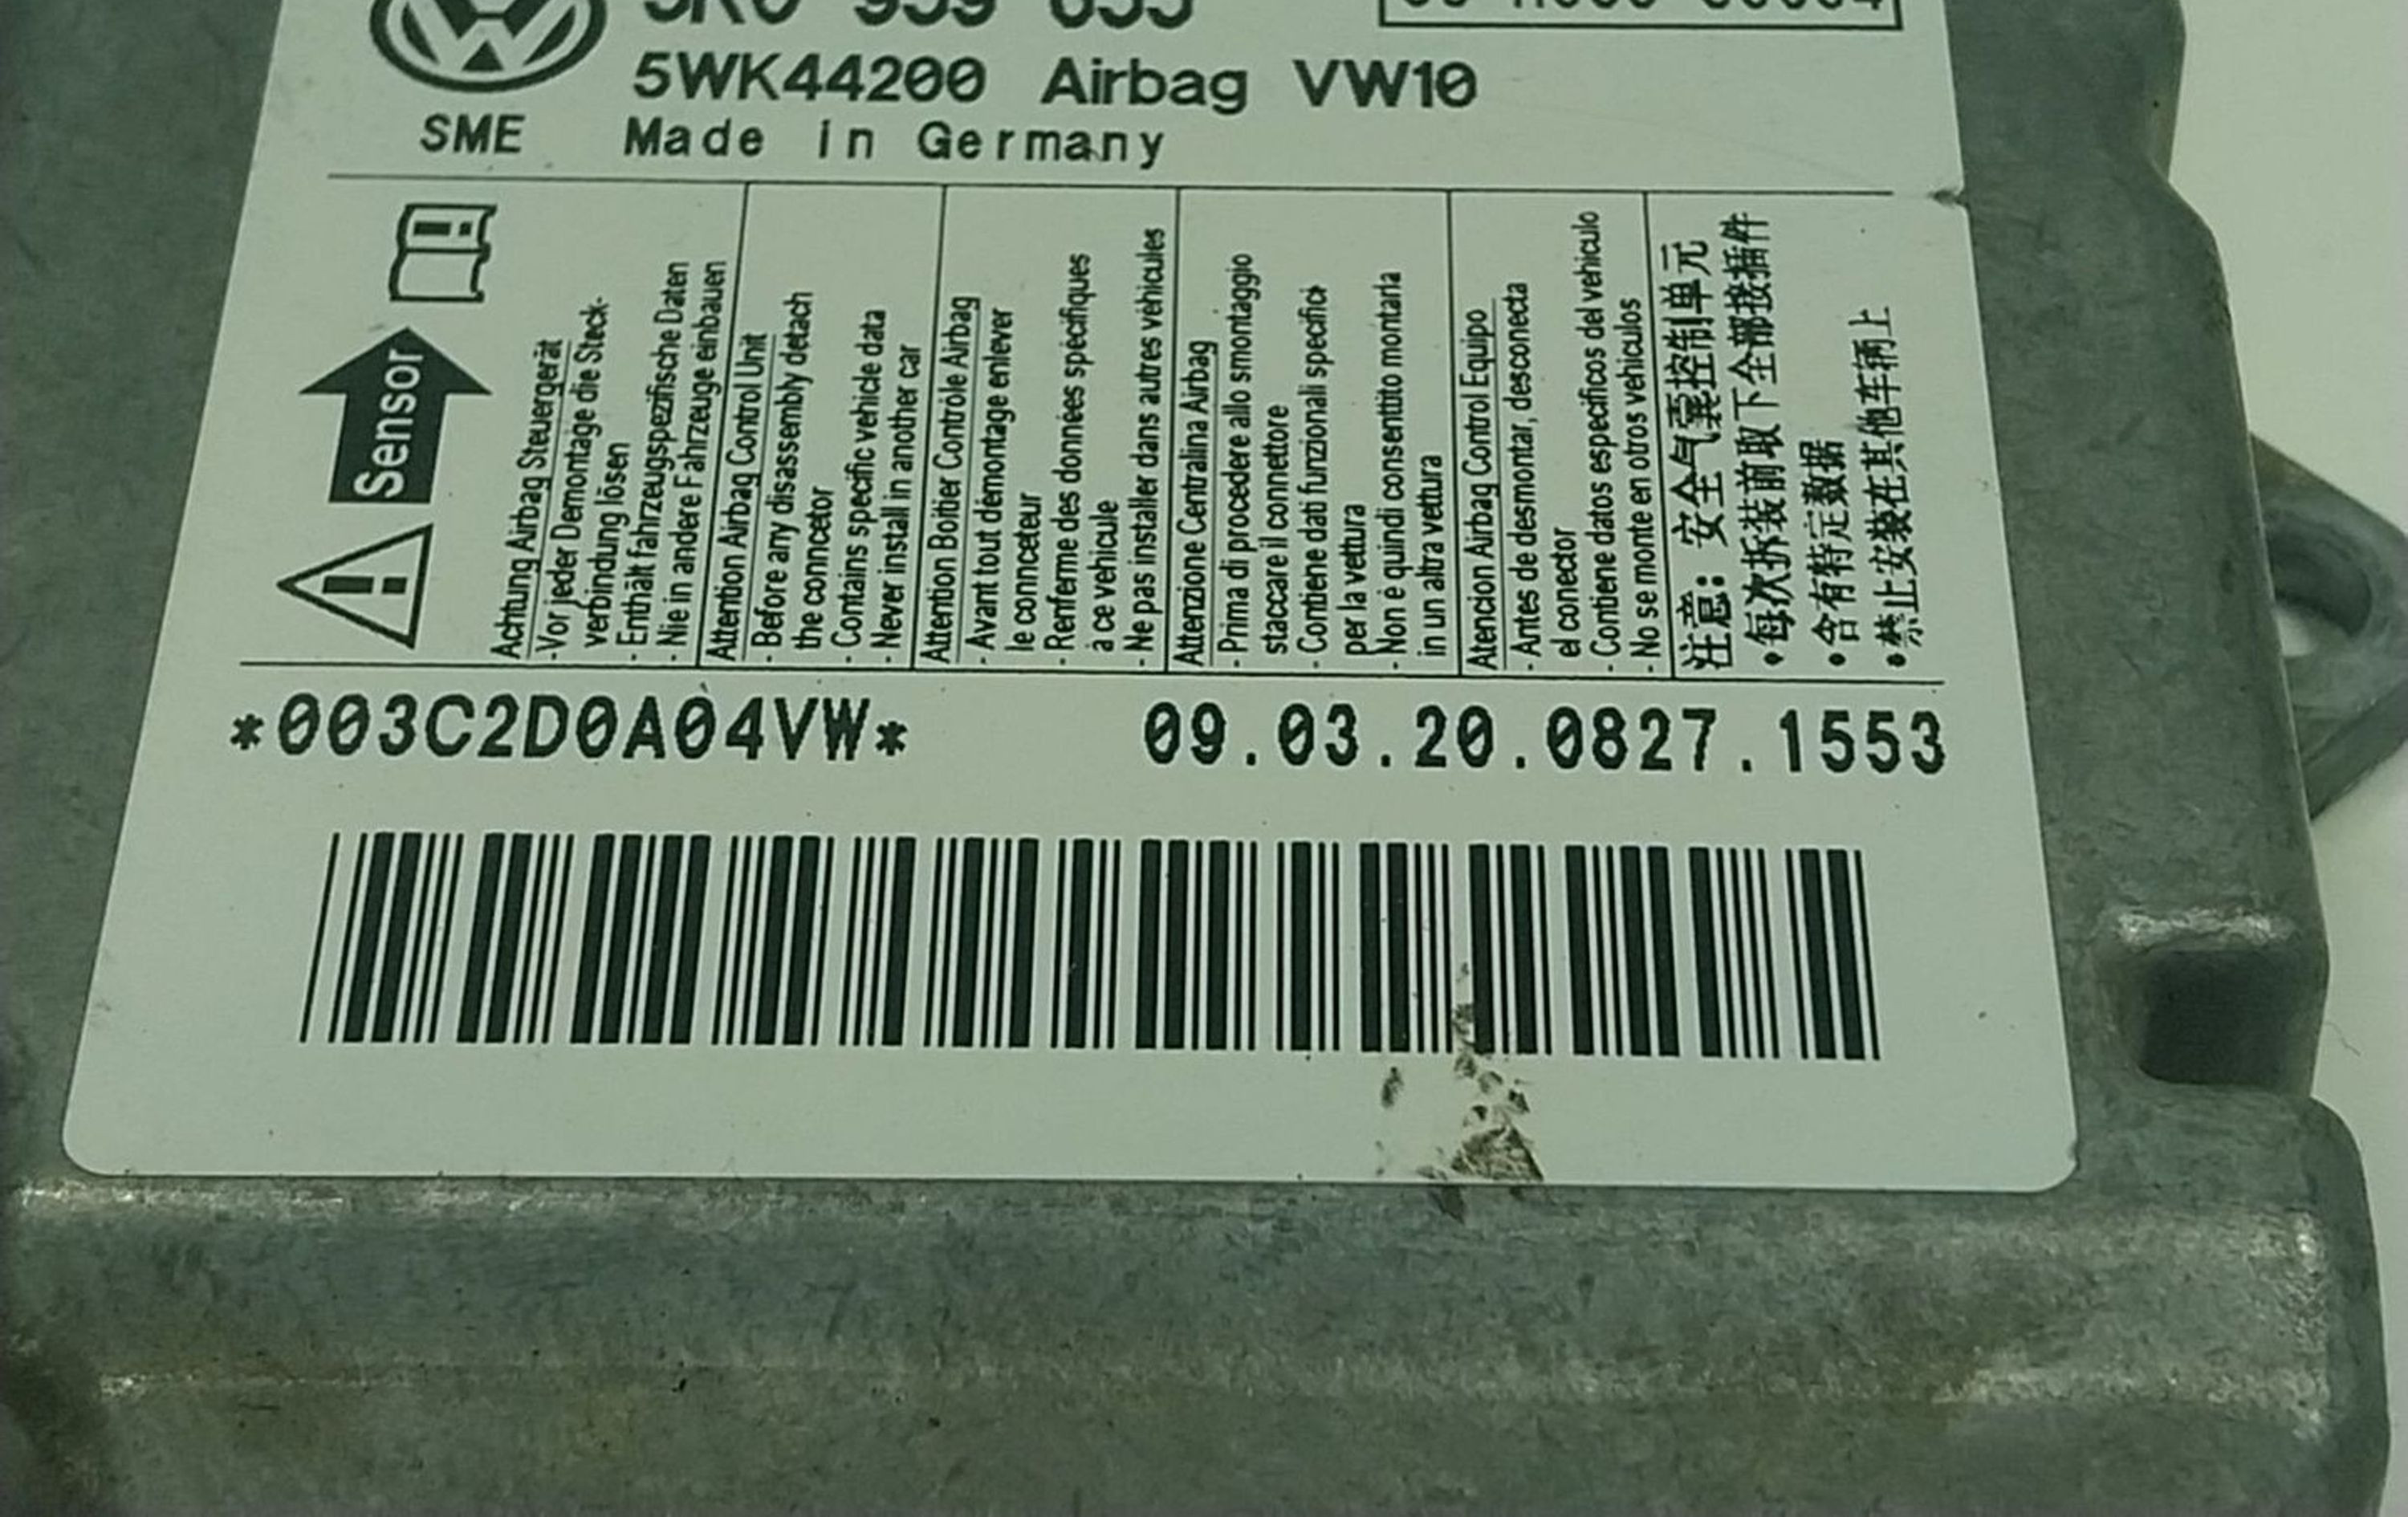 5WK44200 Airbag VW10
SME Made in Germany
Sensor
Achtung Airbag Steuergerät
- Vor jeder Demontage die Steck-
verbindung lösen
- Enthält fahrzeugspezifische Daten
- Nie in andere Fahrzeuge einbauen
Attention Airbag Control Unit
- Before any disassembly detach
the conncetor
- Contains specific vehicle data
- Never install in another car
Attention Boîtier Contrôle Airbag
- Avant tout démontage enlever
le connceteur
- Renferme des données spécifiques
à ce véhicule
- Ne pas installer dans autres véhicules
Attenzione Centralina Airbag
- Prima di procedere allo smontaggio
staccare il connettore
- Contiene dati funzionali specifici
per la vettura
- Non è quindi consentito montarla
in un altra vettura
Atencion Airbag Control Equipo
- Antes de desmontar, desconecta
el conector
- Contiene datos específicos del vehículo
- No se monte en otros vehículos
注意：安全气囊控制单元
•每次拆装前取下全部接插件
•含有特定数据
•禁止安装在其他车辆上
*003C2D0A04VW* 09.03.20.0827.1553